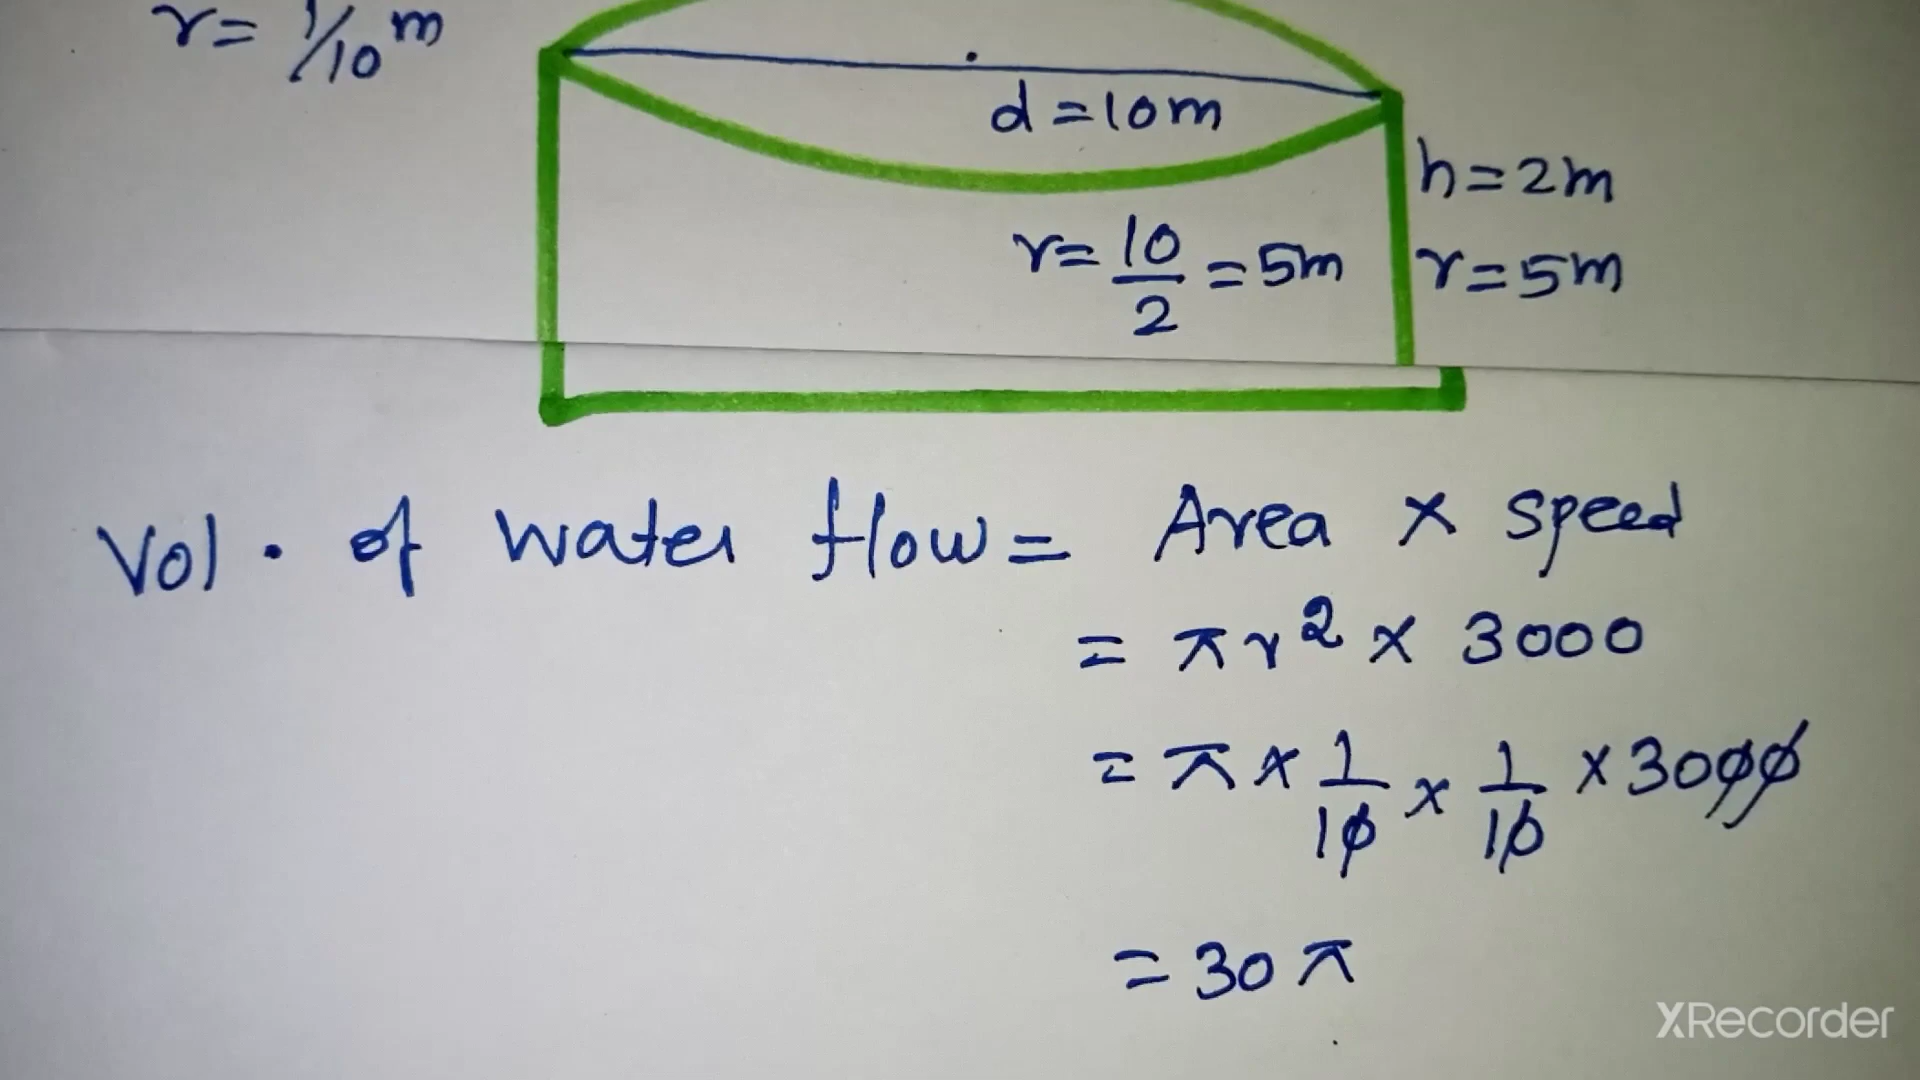 r = 1/10 m
d = 10m
h = 2m
r = 10/2 = 5m
r = 5m
Vol. of water flow = Area × speed
= πr² × 3000
= π × 1/10 × 1/10 × 3000
= 30π
XRecorder